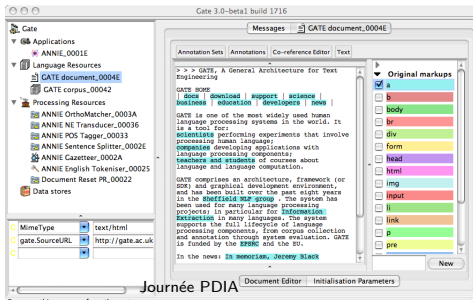 Gate 3.0-beta1 build 1716
Messages
GATE document_0004E
Gate
Applications
ANNIE_0001E
Language Resources
GATE document_0004E
GATE corpus_00042
Processing Resources
ANNIE OrthoMatcher_0003A
ANNIE NE Transducer_00036
ANNIE POS Tagger_00033
ANNIE Sentence Splitter_0002E
ANNIE Gazetteer_0002A
ANNIE English Tokeniser_00025
Document Reset PR_00022
Data stores
MimeType text/html
gate.SourceURL http://gate.ac.uk
Annotation Sets Annotations Co-reference Editor Text
> > > GATE, A General Architecture for Text
Engineering
GATE HOME
| docs | download | support | science |
business | education | developers | news |
GATE is one of the most widely used human
language processing systems in the world. It
is a tool for:
scientists performing experiments that involve
processing human language;
companies developing applications with
language processing components;
teachers and students of courses about
language and language computation.
GATE comprises an architecture, framework (or
SDK) and graphical development environment,
and has been built over the past eight years
in the Sheffield NLP group . The system has
been used for many language processing
projects; in particular for Information
Extraction in many languages. The system
supports the full lifecycle of language
processing components, from corpus collection
and annotation through system evaluation. GATE
is funded by the EPSRC and the EU.
In the news: In memoriam, Jeremy Black
Original markups
a
b
body
br
div
form
head
html
img
input
li
link
p
pre
New
Document Editor Initialisation Parameters
Journée PDIA